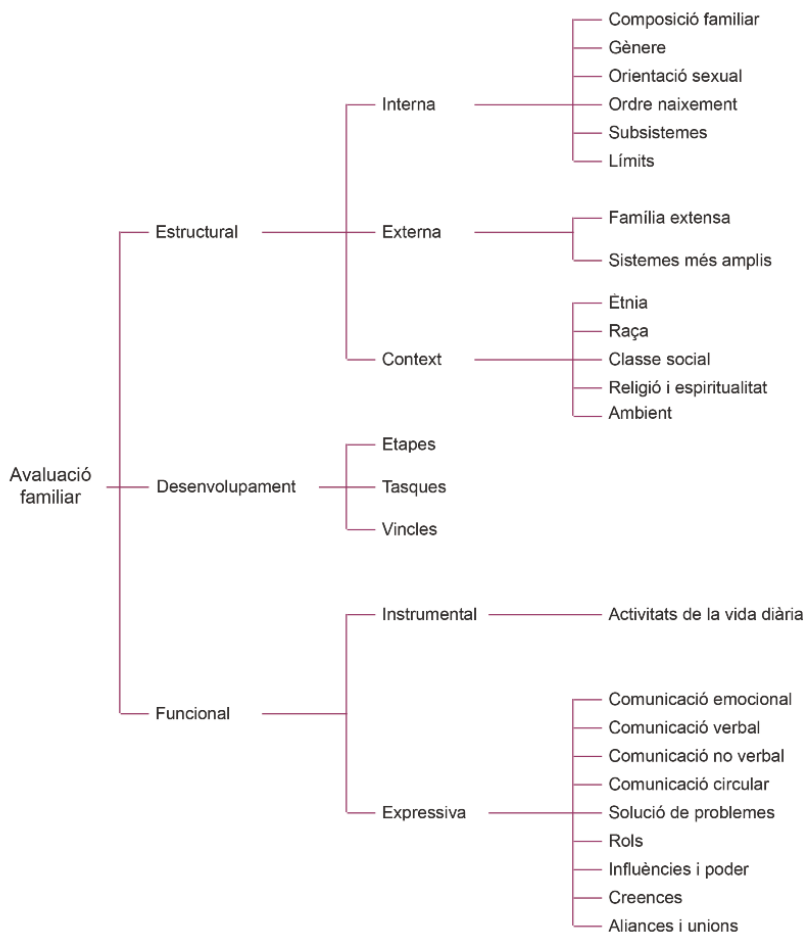 Avaluació
familiar
Estructural
Interna
Composició familiar
Gènere
Orientació sexual
Ordre naixement
Subsistemes
Límits
Externa
Família extensa
Sistemes més amplis
Context
Ètnia
Raça
Classe social
Religió i espiritualitat
Ambient
Desenvolupament
Etapes
Tasques
Vincles
Funcional
Instrumental
Activitats de la vida diària
Expressiva
Comunicació emocional
Comunicació verbal
Comunicació no verbal
Comunicació circular
Solució de problemes
Rols
Influències i poder
Creences
Aliances i unions